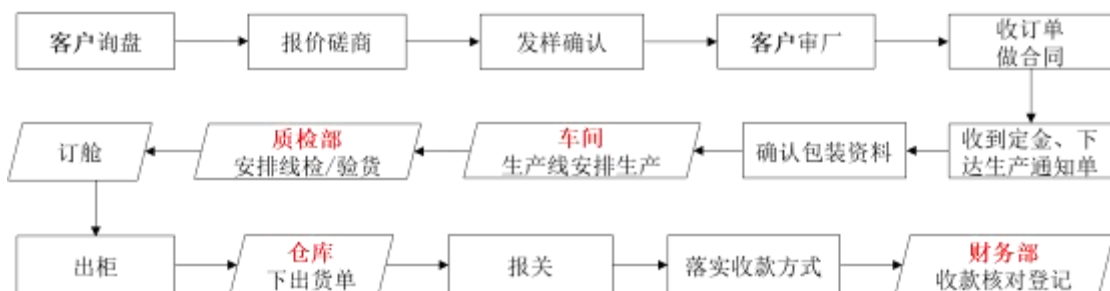 客户询盘
报价磋商
发样确认
客户审厂
收订单
做合同
收到定金、下
达生产通知单
确认包装资料
车间
生产线安排生产
质检部
安排线检/验货
订舱
出柜
仓库
下出货单
报关
落实收款方式
财务部
收款核对登记